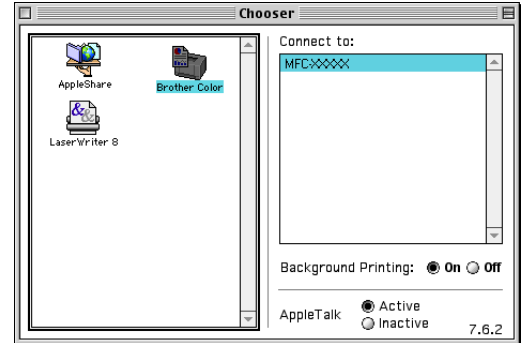 Chooser
AppleShare
Brother Color
LaserWriter 8
Connect to:
MFC-XXXX
Background Printing: On Off
AppleTalk
Active
Inactive
7.6.2